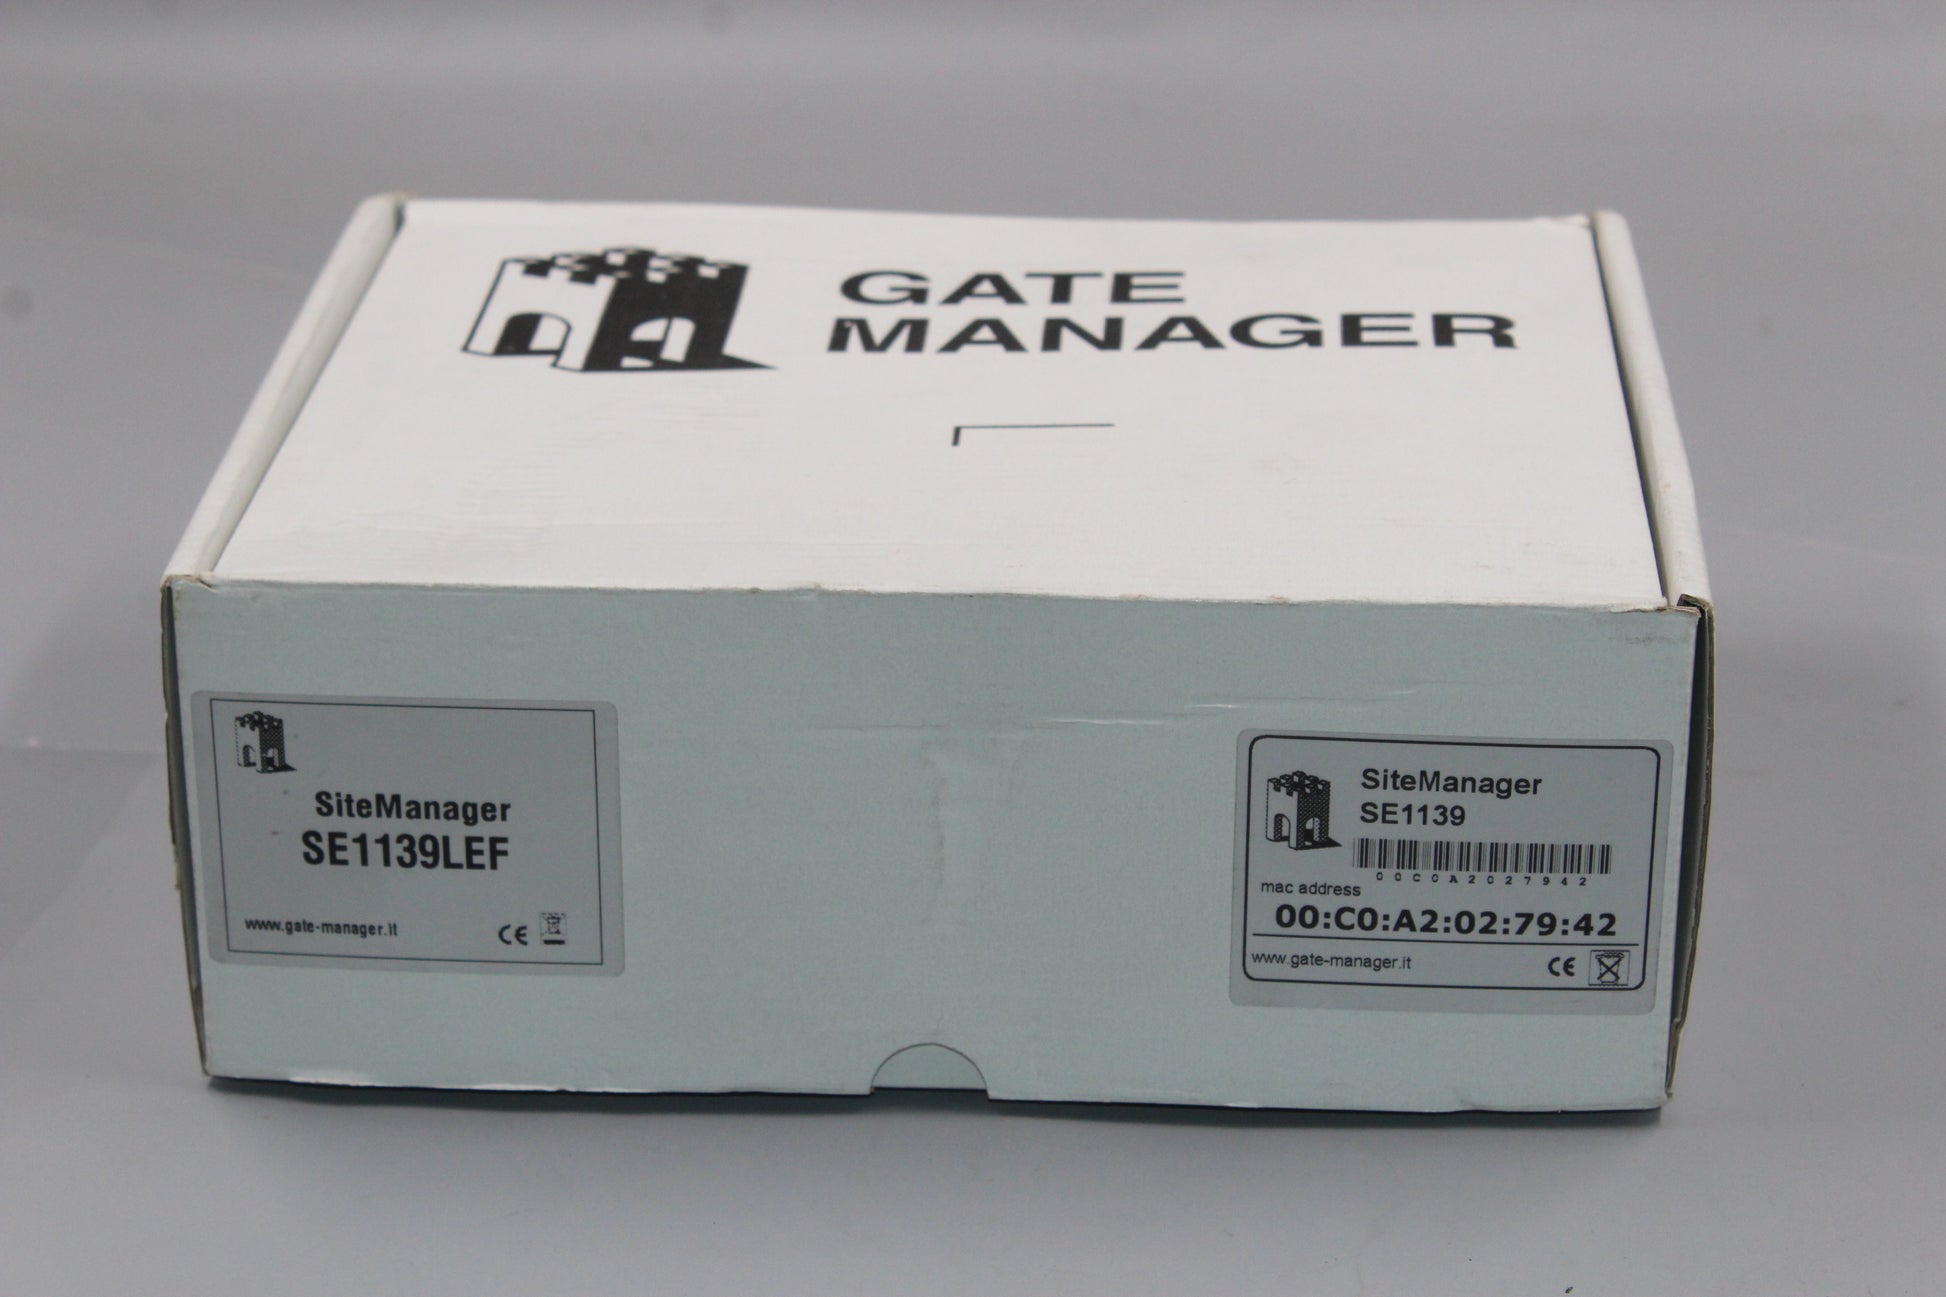 GATE
MANAGER
SiteManager
SE1139LEF
www.gate-manager.it
CE
SiteManager
SE1139
00C0A2027942
mac address
00:C0:A2:02:79:42
www.gate-manager.it
CE